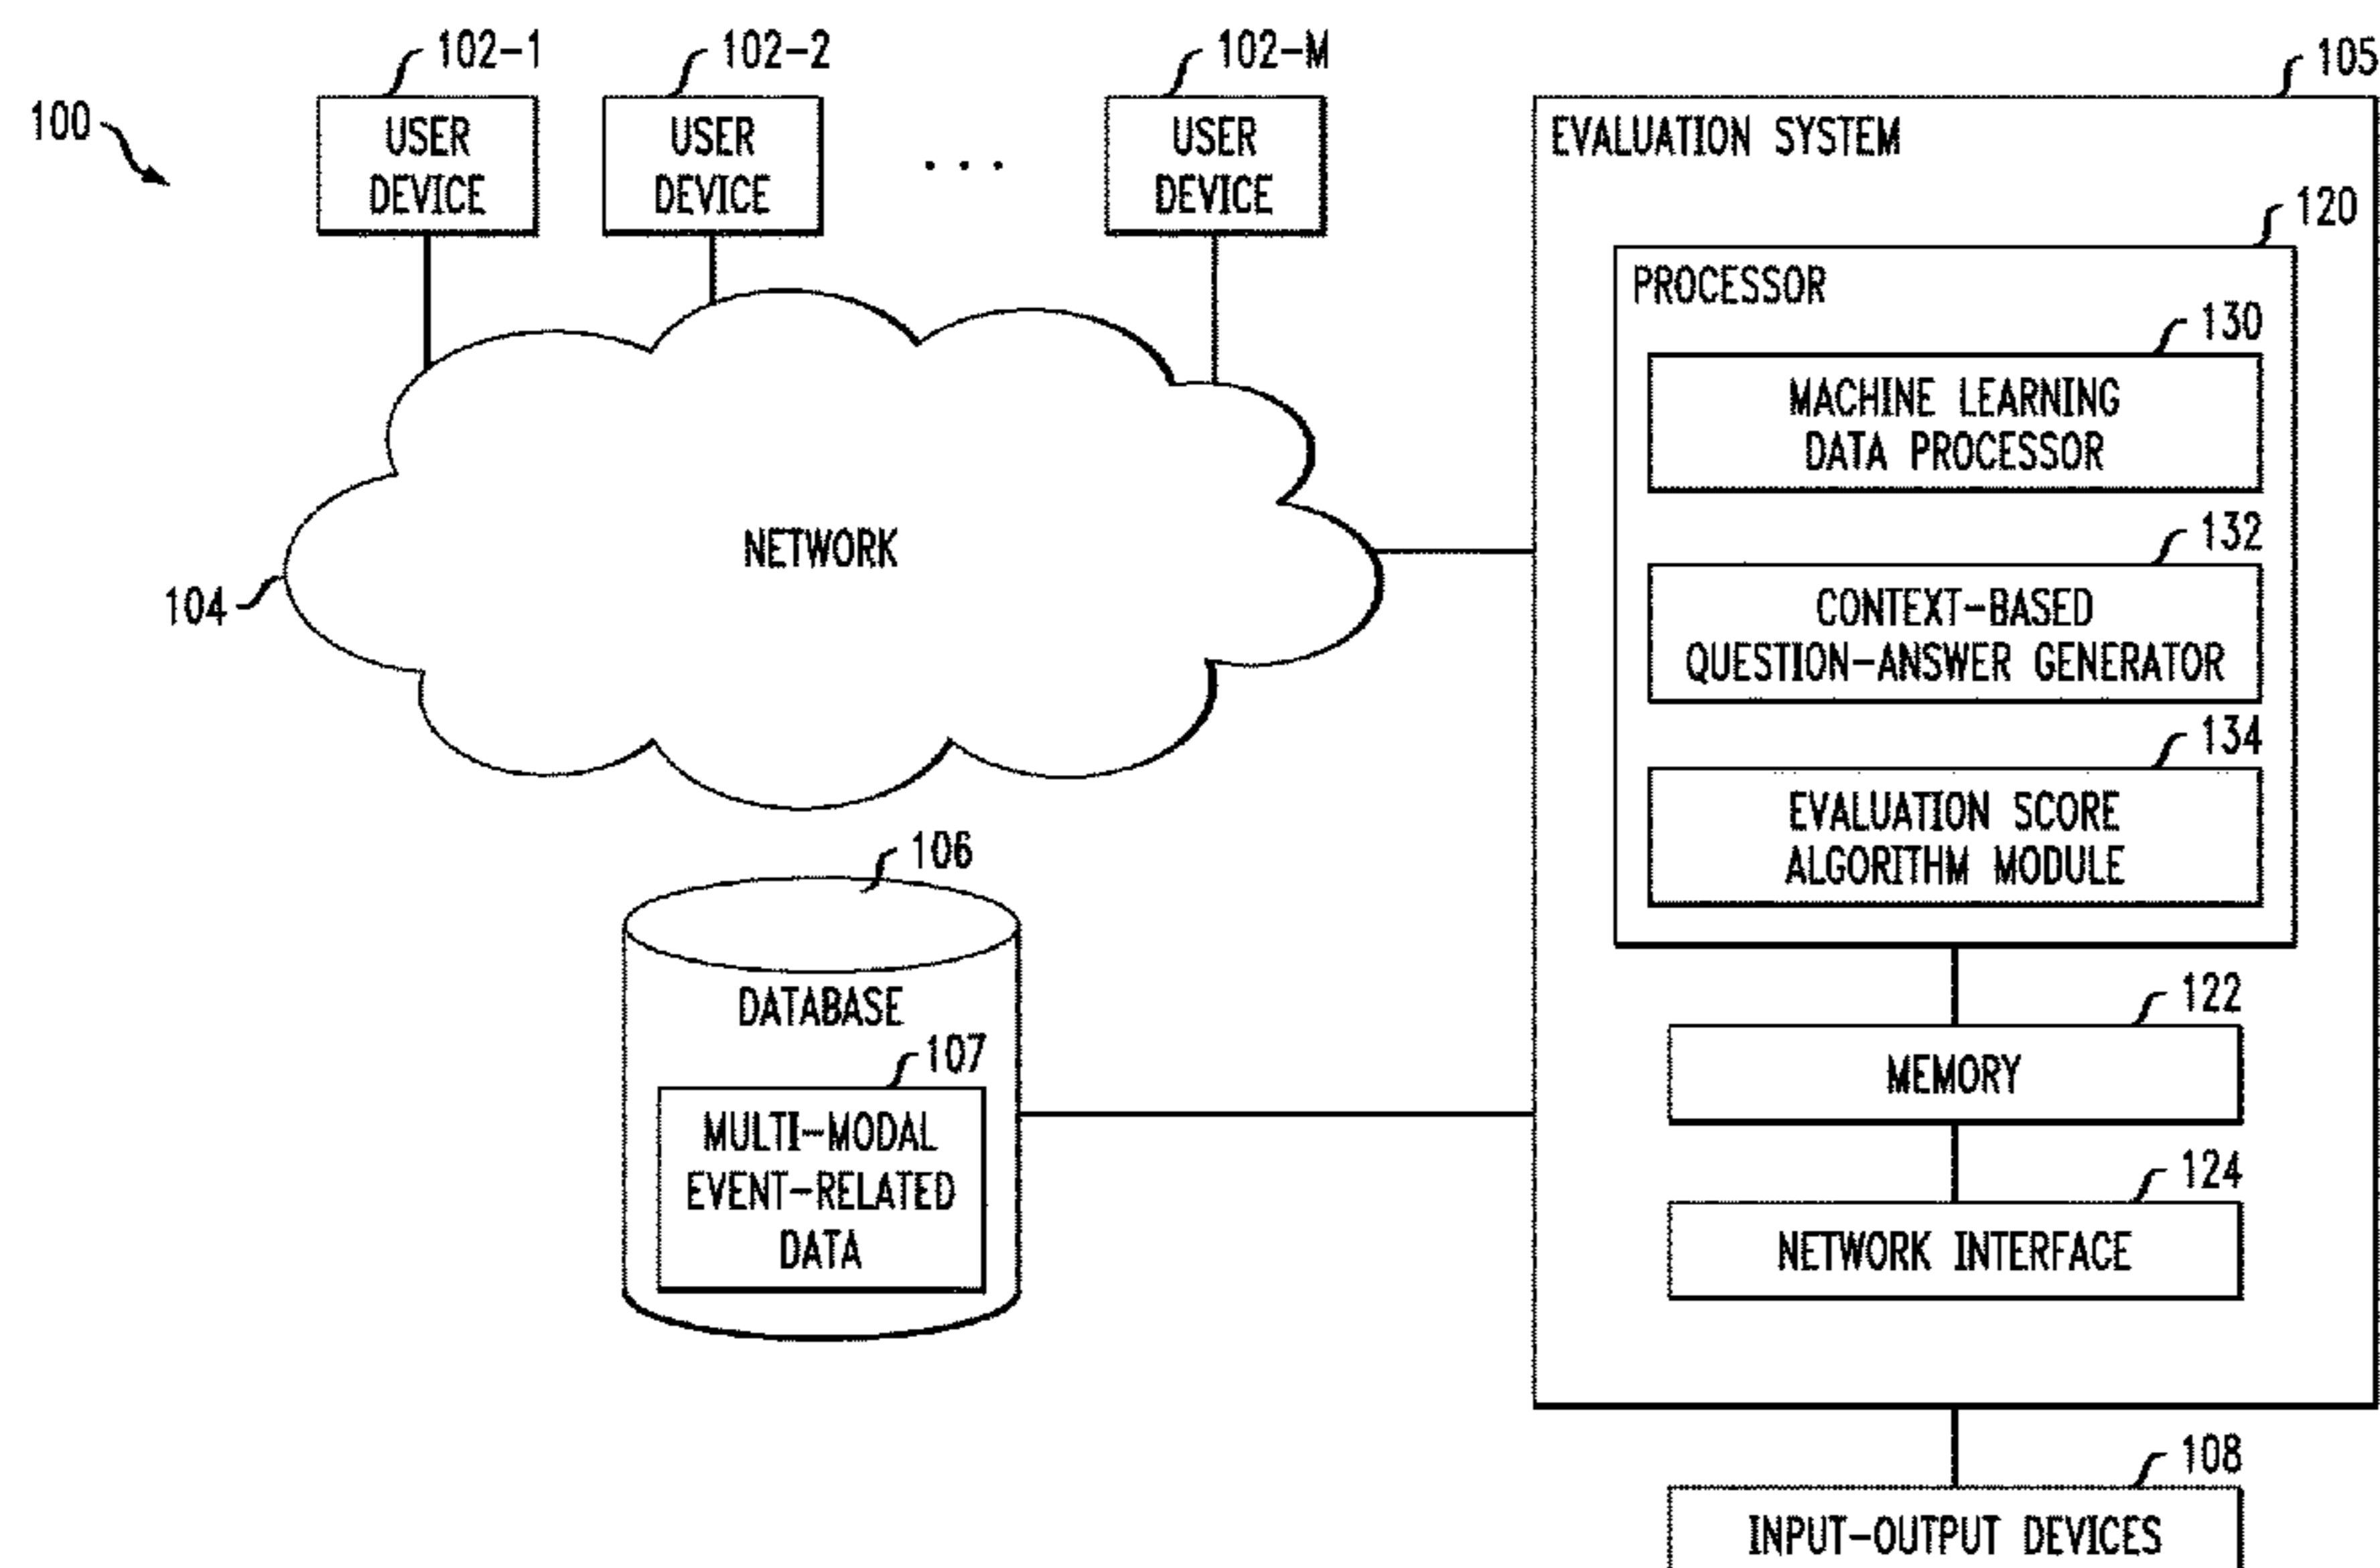 102-1
102-2
102-M
105
100
USER
DEVICE
USER
DEVICE
. . .
USER
DEVICE
EVALUATION SYSTEM
120
PROCESSOR
130
MACHINE LEARNING
DATA PROCESSOR
NETWORK
104
132
CONTEXT-BASED
QUESTION-ANSWER GENERATOR
134
EVALUATION SCORE
ALGORITHM MODULE
106
DATABASE
107
MULTI-MODAL
EVENT-RELATED
DATA
122
MEMORY
124
NETWORK INTERFACE
108
INPUT-OUTPUT DEVICES